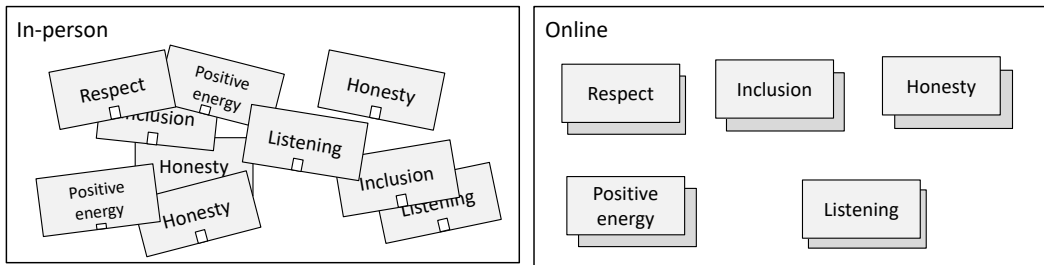 In-person
Respect
Positive
energy
Honesty
Inclusion
Listening
Honesty
Inclusion
Positive
energy
Honesty
Listening
Online
Respect
Inclusion
Honesty
Positive
energy
Listening